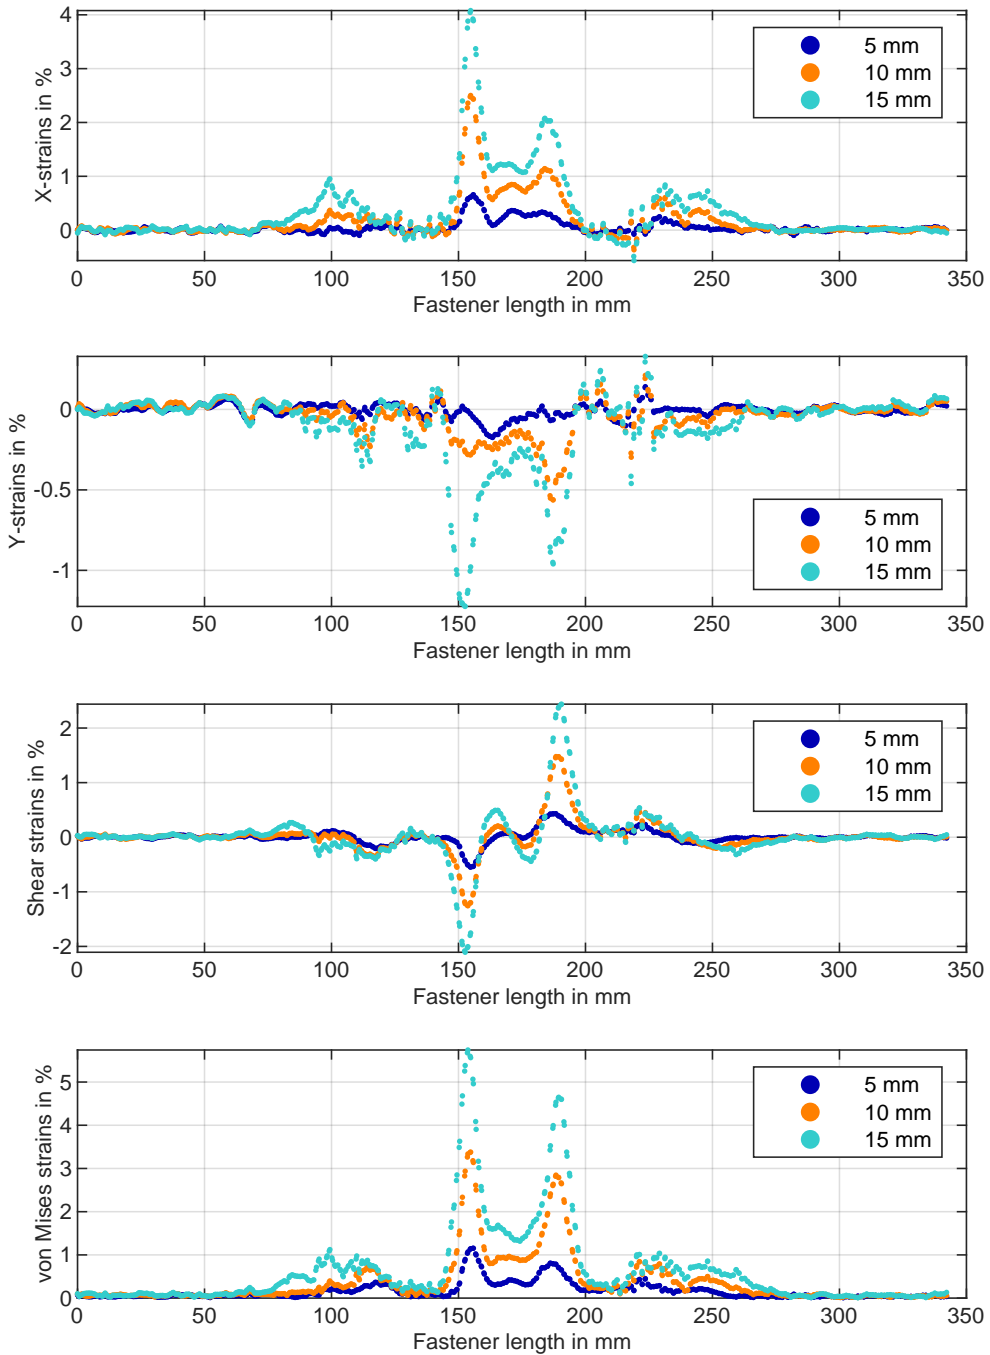 4
3
2
1
0
X-strains in %
5 mm
10 mm
15 mm
0 50 100 150 200 250 300 350
Fastener length in mm
0
-0.5
-1
Y-strains in %
5 mm
10 mm
15 mm
0 50 100 150 200 250 300 350
Fastener length in mm
2
1
0
-1
-2
Shear strains in %
5 mm
10 mm
15 mm
0 50 100 150 200 250 300 350
Fastener length in mm
5
4
3
2
1
0
von Mises strains in %
5 mm
10 mm
15 mm
0 50 100 150 200 250 300 350
Fastener length in mm